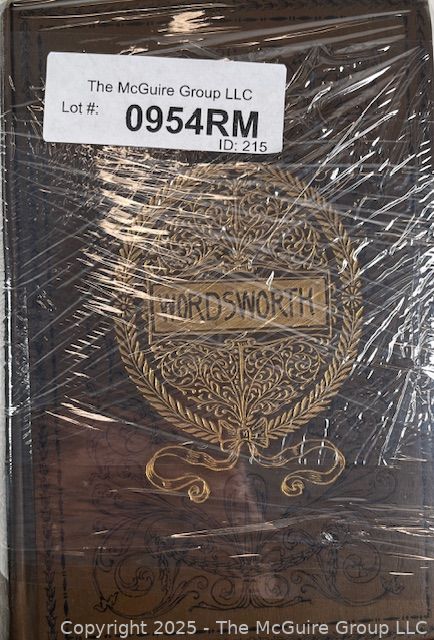 The McGuire Group LLC
Lot #: 0954RM
ID: 215
WORDSWORTH
Copyright 2025 - The McGuire Group LLC